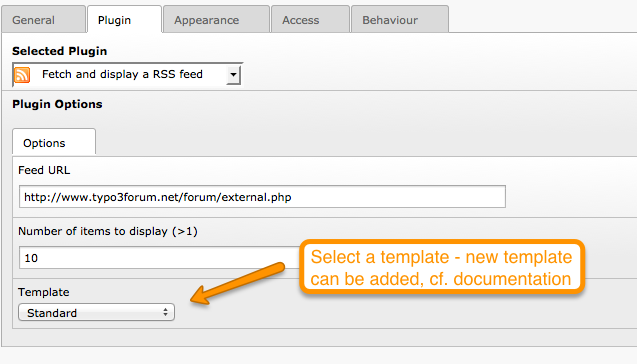 General
Plugin
Appearance
Access
Behaviour
Selected Plugin
Fetch and display a RSS feed
Plugin Options
Options
Feed URL
http://www.typo3forum.net/forum/external.php
Number of items to display (>1)
10
Select a template - new template
can be added, cf. documentation
Template
Standard